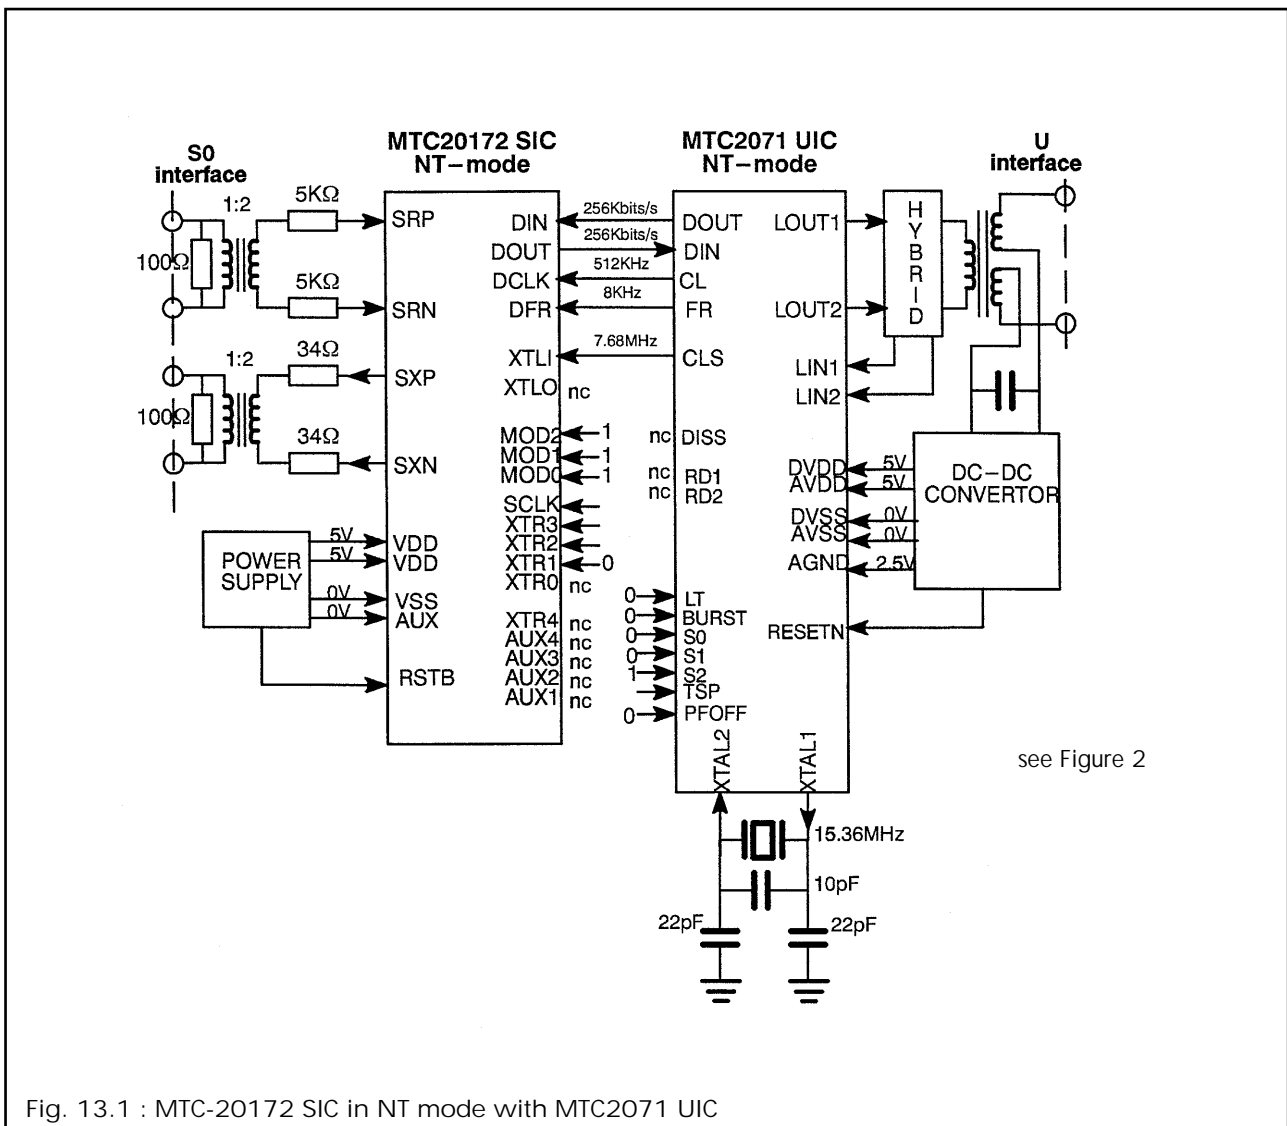 MTC20172 SIC
NT-mode
MTC2071 UIC
NT-mode
S0
interface
U
interface
1:2
5KΩ
100Ω
5KΩ
1:2
34Ω
100Ω
34Ω
SRP
SRN
SXP
SXN
POWER
SUPPLY
5V
5V
0V
0V
VDD
VDD
VSS
AUX
RSTB
DIN
DOUT
DCLK
DFR
XTLI
XTLO nc
MOD2 1
MOD1 1
MOD0 1
SCLK
XTR3
XTR2
XTR1 0
XTR0 nc
XTR4 nc
AUX4 nc
AUX3 nc
AUX2 nc
AUX1 nc
256Kbits/s
256Kbits/s
512KHz
8KHz
7.68MHz
DOUT
DIN
CL
FR
CLS
nc DISS
nc RD1
nc RD2
0 LT
0 BURST
0 S0
0 S1
1 S2
TSP
0 PFOFF
LOUT1
LOUT2
LIN1
LIN2
HYBRID
DVDD 5V
AVDD 5V
DVSS 0V
AVSS 0V
AGND 2.5V
RESETN
DC-DC
CONVERTOR
XTAL2
XTAL1
15.36MHz
10pF
22pF
22pF
see Figure 2
Fig. 13.1 : MTC-20172 SIC in NT mode with MTC2071 UIC